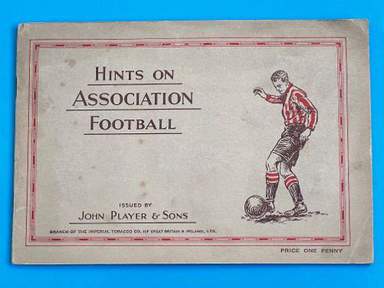 HINTS ON
ASSOCIATION
FOOTBALL
ISSUED BY
JOHN PLAYER & SONS
BRANCH OF THE IMPERIAL TOBACCO CO. (OF GREAT BRITAIN & IRELAND), LTD.
PRICE ONE PENNY